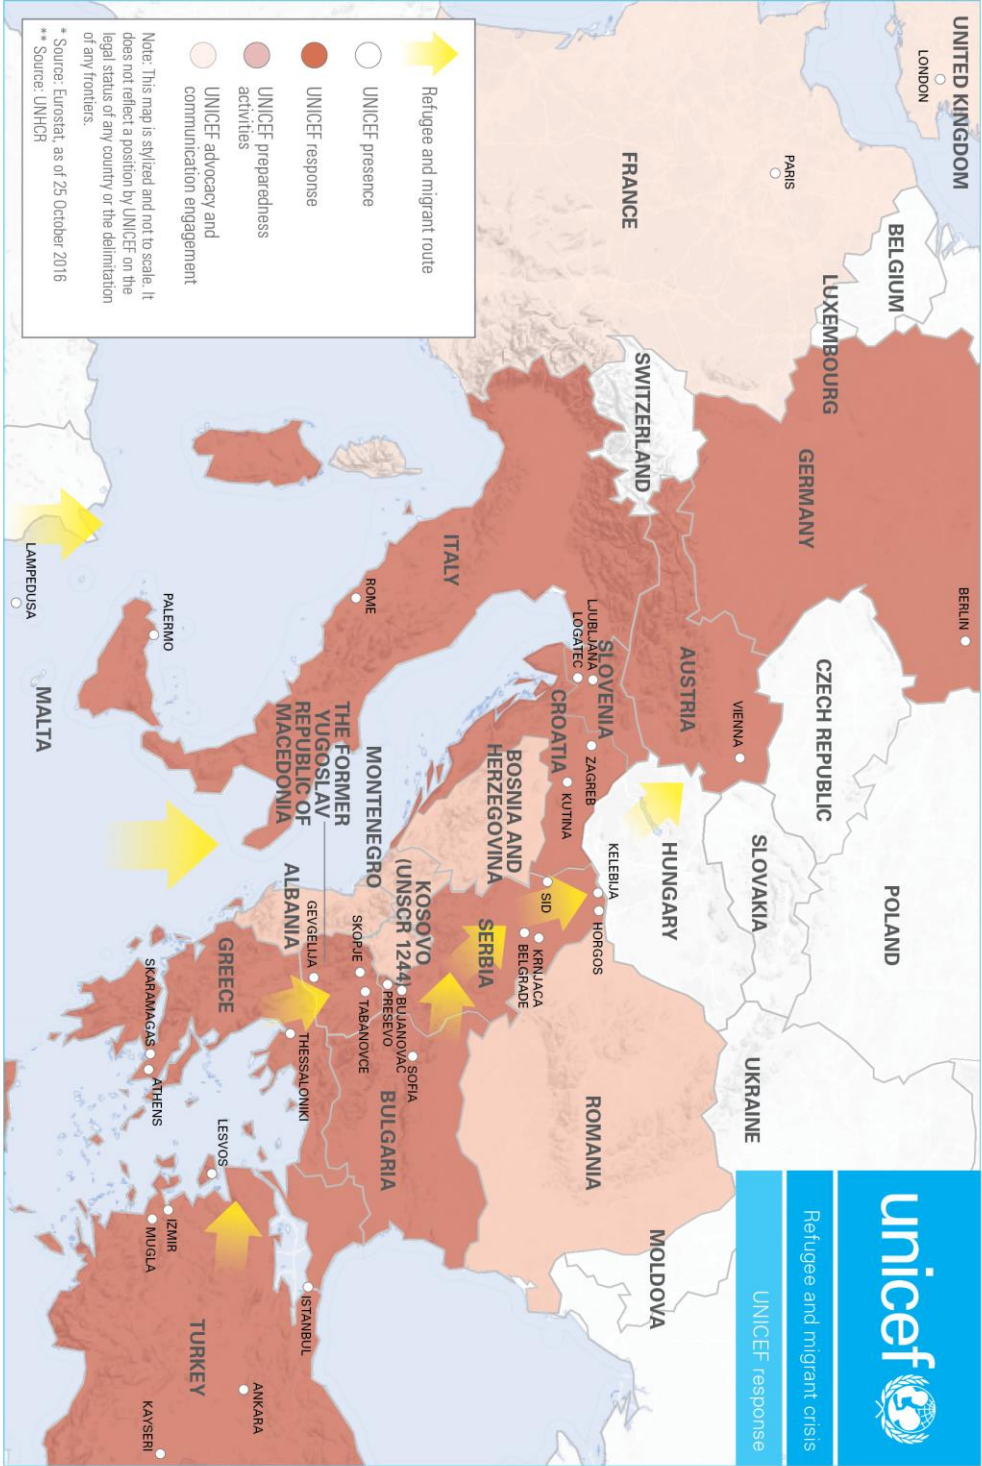 unicef
Refugee and migrant crisis
UNICEF response
UNITED KINGDOM
LONDON
BELGIUM
LUXEMBOURG
PARIS
FRANCE
GERMANY
BERLIN
SWITZERLAND
CZECH REPUBLIC
POLAND
SLOVAKIA
UKRAINE
AUSTRIA
VIENNA
HUNGARY
MOLDOVA
SLOVENIA
LJUBLJANA
LOGATEC
CROATIA
ZAGREB
KUTINA
KELEBIJA
HORGOS
SID
KRNJACA
BELGRADE
ROMANIA
BOSNIA AND
HERZEGOVINA
SERBIA
ITALY
ROME
MONTENEGRO
KOSOVO
(UNSCR 1244)
BUJANOVAC
PRESEVO
SOFIA
BULGARIA
THE FORMER
YUGOSLAV
REPUBLIC OF
MACEDONIA
SKOPJE
TABANOVCE
ALBANIA
GEVGELIJA
THESSALONIKI
ISTANBUL
GREECE
LESVOS
ANKARA
TURKEY
PALERMO
SKARAMAGAS
ATHENS
IZMIR
MUGLA
KAYSERI
LAMPEDUSA
MALTA
Refugee and migrant route
UNICEF presence
UNICEF response
UNICEF preparedness
activities
UNICEF advocacy and
communication engagement
Note: This map is stylized and not to scale. It
does not reflect a position by UNICEF on the
legal status of any country or the delimitation
of any frontiers.
* Source: Eurostat, as of 25 October 2016
** Source: UNHCR